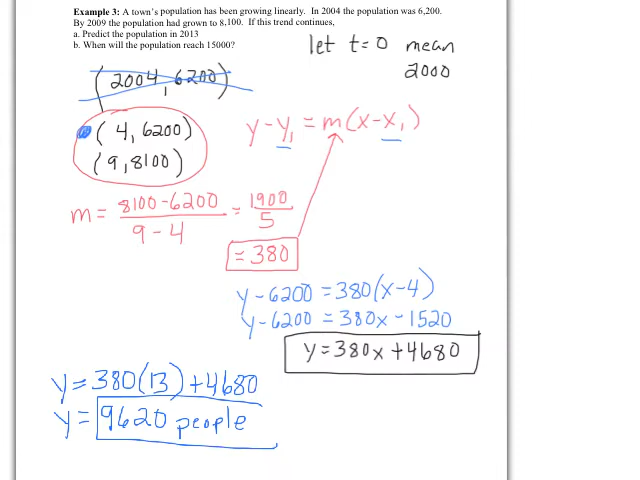 Example 3: A town's population has been growing linearly. In 2004 the population was 6,200.
By 2009 the population had grown to 8,100. If this trend continues,
a. Predict the population in 2013
b. When will the population reach 15000?
let t=0 mean
2000
(2004, 6200)
(4, 6200)
(9, 8100)
y - y₁ = m(x - x₁)
m = 8100-6200 / 9-4 = 1900 / 5
= 380
y - 6200 = 380(x - 4)
y - 6200 = 380x - 1520
y = 380x + 4680
y = 380(13) + 4680
y = 9620 people